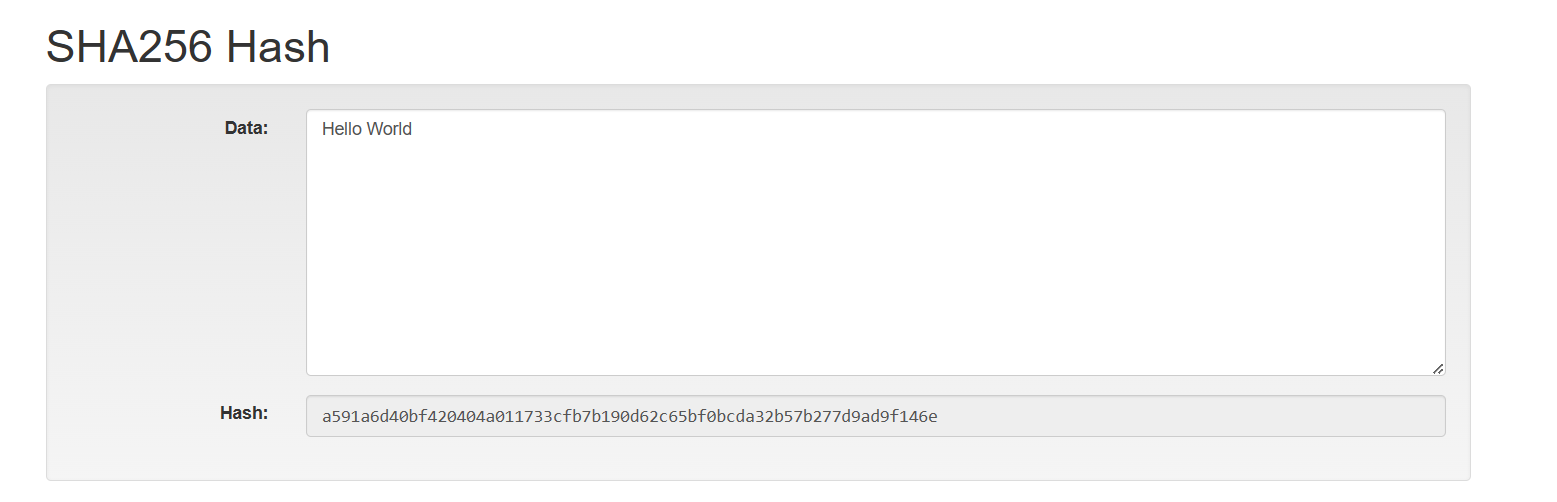 SHA256 Hash
Data:
Hello World
Hash:
a591a6d40bf420404a011733cfb7b190d62c65bf0bcda32b57b277d9ad9f146e